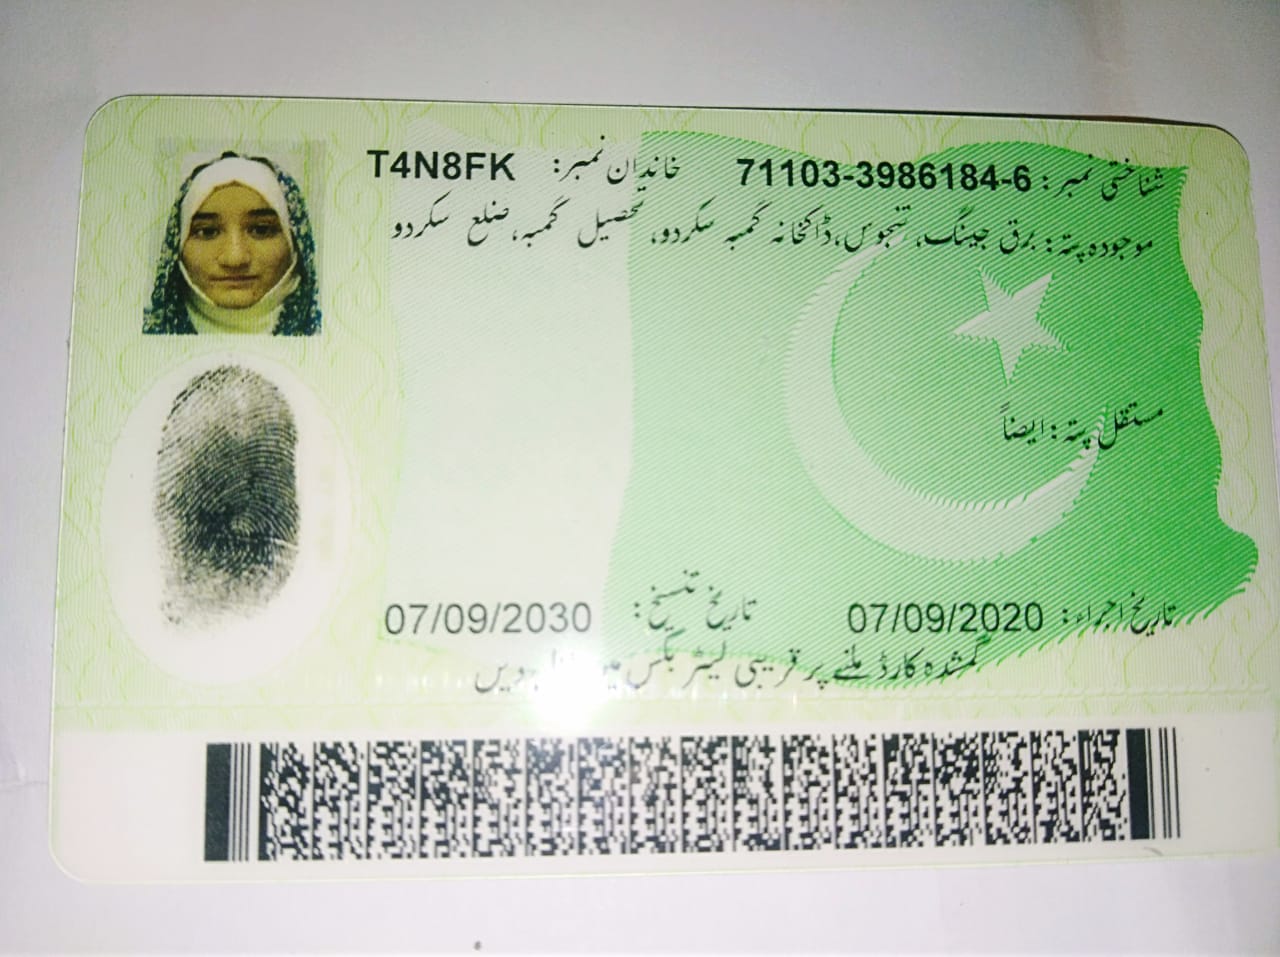 شناختی نمبر: 71103-3986184-6 خاندان نمبر: T4N8FK
موجودہ پتہ: برق جینگ، تنجوس، ڈاکخانہ گمبہ سکردو، تحصیل گمبہ، ضلع سکردو
مستقل پتہ: ایضاً
تاریخ اجراء: 07/09/2020 تاریخ تنسیخ: 07/09/2030
گمشدہ کارڈ ملنے پر قریبی لیٹر بکس میں دیں